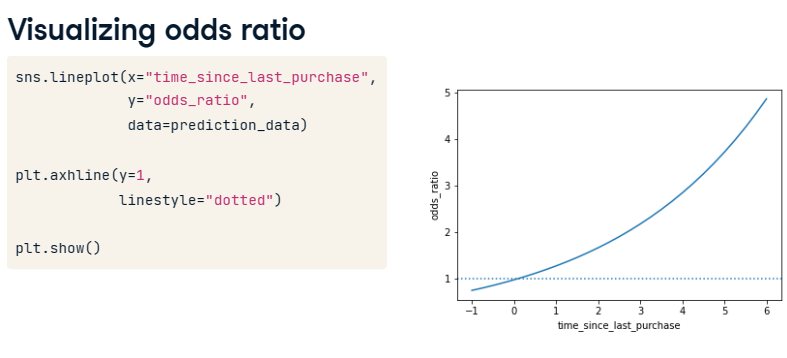 Visualizing odds ratio
sns.lineplot(x="time_since_last_purchase",
             y="odds_ratio",
             data=prediction_data)
plt.axhline(y=1,
            linestyle="dotted")
plt.show()
5
4
3
2
1
odds_ratio
−1 0 1 2 3 4 5 6
time_since_last_purchase